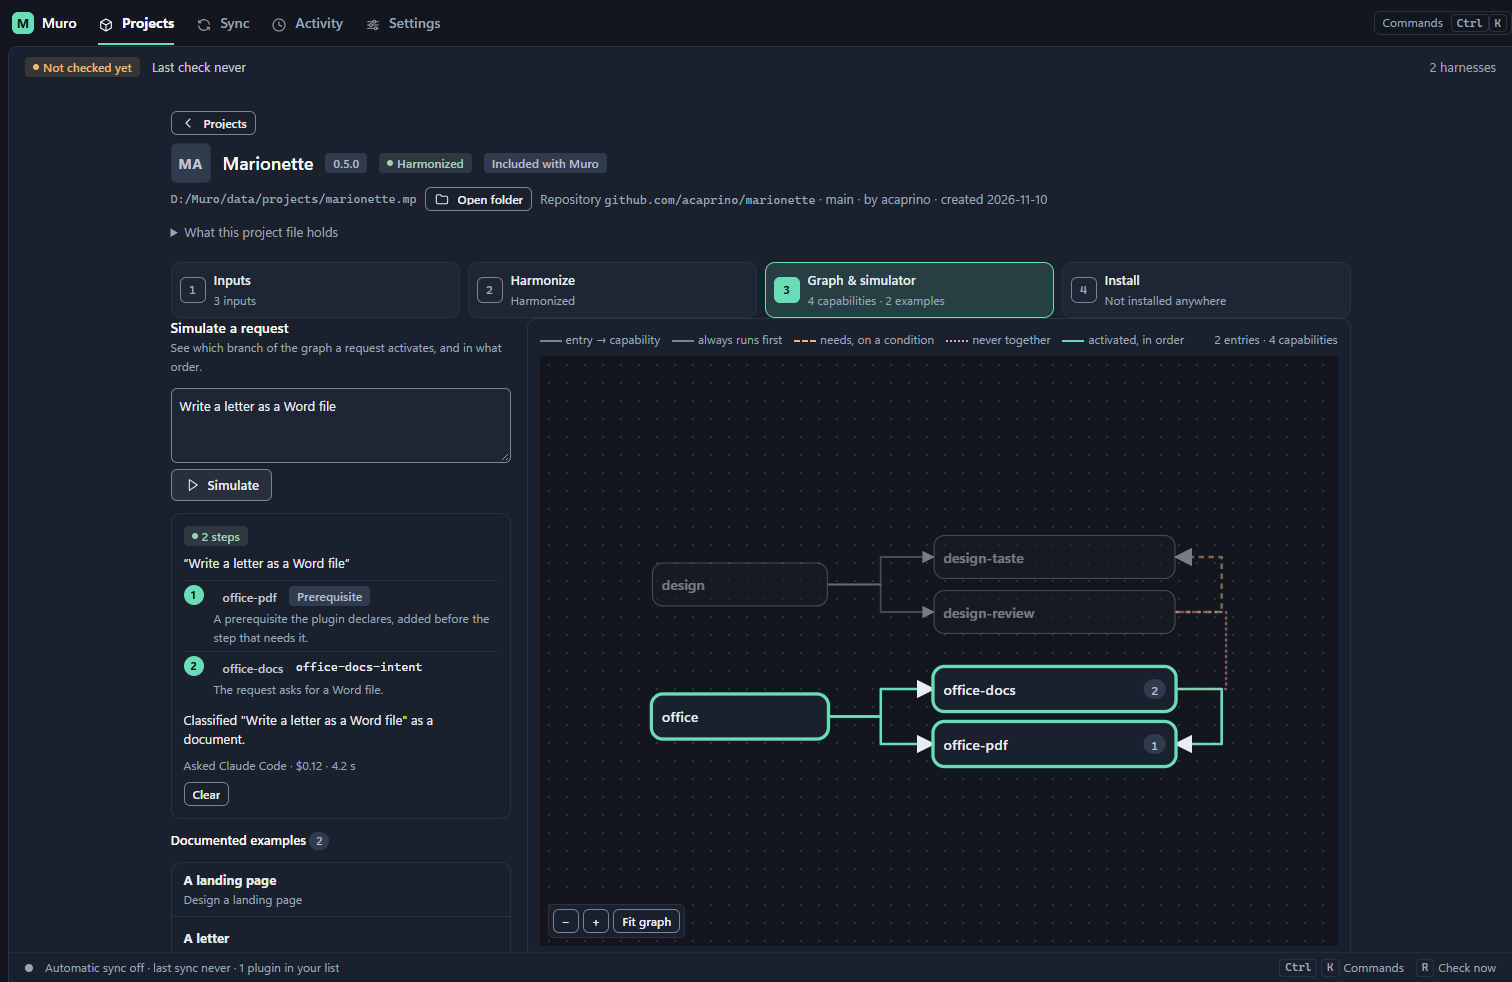 M Muro Projects Sync Activity Settings Commands Ctrl K
Not checked yet Last check never 2 harnesses
Projects
MA Marionette 0.5.0 Harmonized Included with Muro
D:/Muro/data/projects/marionette.mp Open folder Repository github.com/acaprino/marionette · main · by acaprino · created 2026-11-10
What this project file holds
1 Inputs
3 inputs
2 Harmonize
Harmonized
3 Graph & simulator
4 capabilities · 2 examples
4 Install
Not installed anywhere
Simulate a request
See which branch of the graph a request activates, and in what
order.
Write a letter as a Word file
Simulate
2 steps
“Write a letter as a Word file”
1 office-pdf Prerequisite
A prerequisite the plugin declares, added before the
step that needs it.
2 office-docs office-docs-intent
The request asks for a Word file.
Classified "Write a letter as a Word file" as a
document.
Asked Claude Code · $0.12 · 4.2 s
Clear
Documented examples 2
A landing page
Design a landing page
A letter
entry → capability always runs first needs, on a condition never together activated, in order 2 entries · 4 capabilities
design
design-taste
design-review
office
office-docs 2
office-pdf 1
− + Fit graph
Automatic sync off · last sync never · 1 plugin in your list Ctrl K Commands R Check now